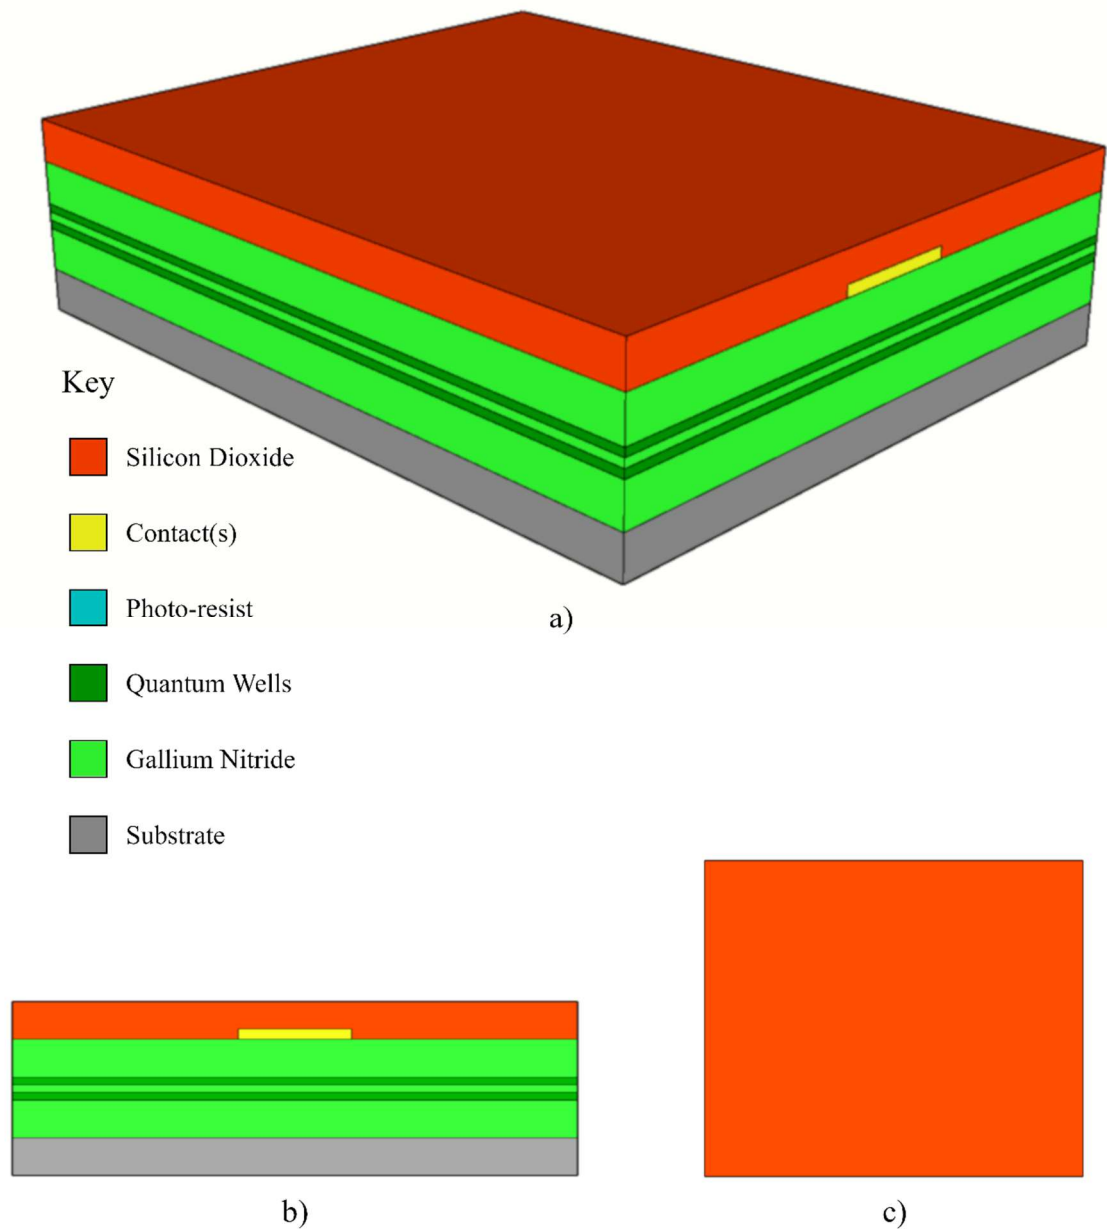 Key
Silicon Dioxide
Contact(s)
Photo-resist
Quantum Wells
Gallium Nitride
Substrate
a)
b)
c)